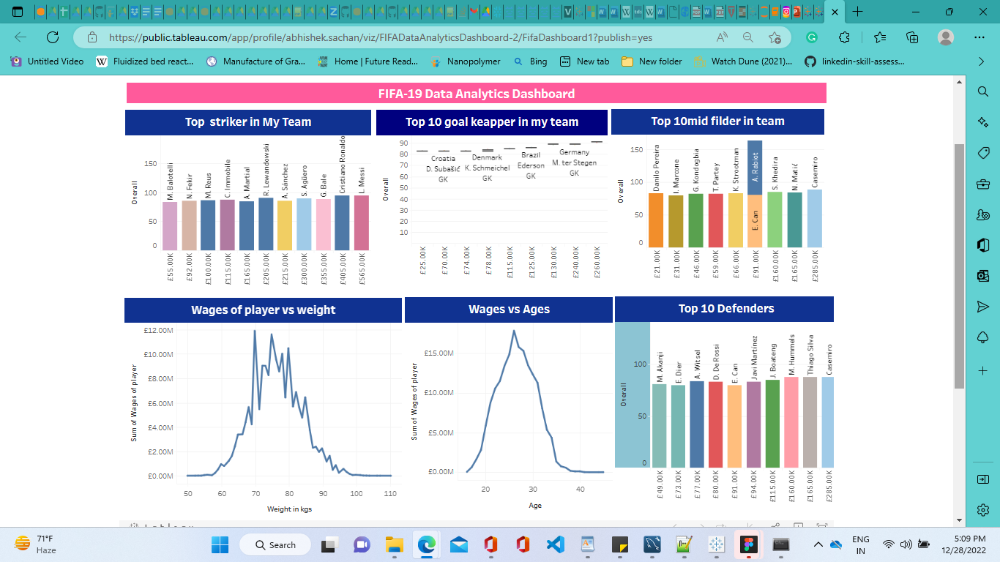 https://public.tableau.com/app/profile/abhishek.sachan/viz/FIFADataAnalyticsDashboard-2/FifaDashboard1?publish=yes
Untitled Video
Fluidized bed react...
Manufacture of Gra...
Home | Future Read...
Nanopolymer
Bing
New tab
New folder
Watch Dune (2021)...
linkedin-skill-assess...
FIFA-19 Data Analytics Dashboard
Top striker in My Team
Overall
150
100
50
0
M. Balotelli
N. Fekir
M. Reus
C. Immobile
A. Martial
R. Lewandowski
A. Sánchez
S. Agüero
G. Bale
Cristiano Ronaldo
L. Messi
£55.00K
£92.00K
£100.00K
£115.00K
£165.00K
£205.00K
£215.00K
£300.00K
£355.00K
£405.00K
£565.00K
Top 10 goal keapper in my team
Overall
90
80
70
60
50
40
30
20
10
Croatia
D. Subašić
GK
Denmark
K. Schmeichel
GK
Brazil
Ederson
GK
Germany
M. ter Stegen
GK
£25.00K
£70.00K
£74.00K
£78.00K
£115.00K
£125.00K
£130.00K
£240.00K
£260.00K
Top 10mid filder in team
Overall
150
100
50
0
Danilo Pereira
I. Marcone
G. Kondogbia
T. Partey
K. Strootman
A. Rabiot
E. Can
S. Khedira
N. Matić
Casemiro
£21.00K
£31.00K
£46.00K
£59.00K
£66.00K
£91.00K
£160.00K
£165.00K
£285.00K
Wages of player vs weight
Sum of Wages of player
£12.00M
£10.00M
£8.00M
£6.00M
£4.00M
£2.00M
£0.00M
50 60 70 80 90 100 110
Weight in kgs
Wages vs Ages
Sum of Wages of player
£15.00M
£10.00M
£5.00M
£0.00M
20 30 40
Age
Top 10 Defenders
Overall
100
50
0
M. Akanji
E. Dier
A. Witsel
D. De Rossi
E. Can
Javi Martínez
J. Boateng
M. Hummels
Thiago Silva
Casemiro
£49.00K
£73.00K
£77.00K
£80.00K
£91.00K
£94.00K
£115.00K
£160.00K
£165.00K
£285.00K
71°F
Haze
Search
ENG
IN
5:09 PM
12/28/2022